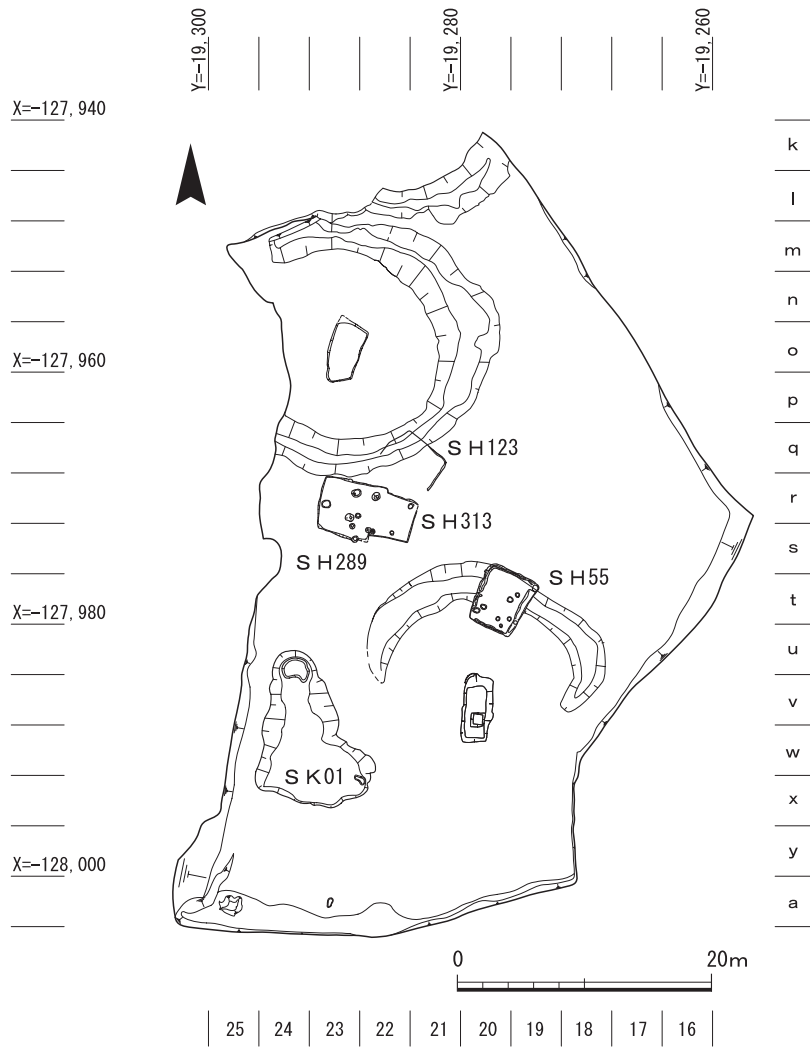 Y=-19,300
Y=-19,280
Y=-19,260
X=-127,940
k
l
m
n
o
X=-127,960
p
q
SH123
r
SH313
s
SH289
SH55
t
X=-127,980
u
v
w
SK01
x
y
X=-128,000
a
0 20m
25 24 23 22 21 20 19 18 17 16